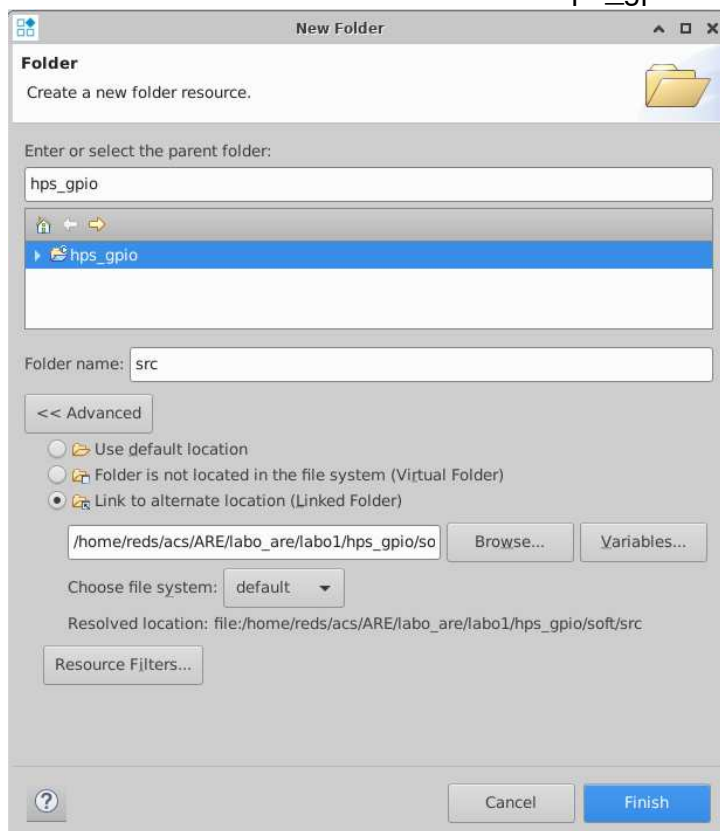 New Folder
Folder
Create a new folder resource.
Enter or select the parent folder:
hps_gpio
hps_gpio
Folder name: src
<< Advanced
Use default location
Folder is not located in the file system (Virtual Folder)
Link to alternate location (Linked Folder)
/home/reds/acs/ARE/labo_are/labo1/hps_gpio/so Browse... Variables...
Choose file system: default
Resolved location: file:/home/reds/acs/ARE/labo_are/labo1/hps_gpio/soft/src
Resource Filters...
? Cancel Finish